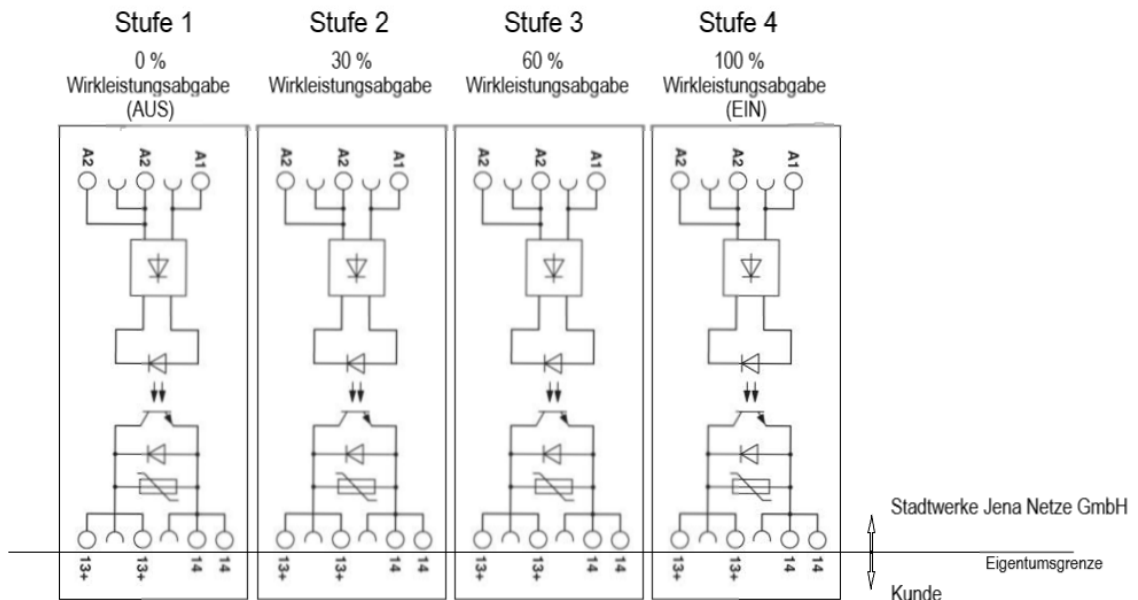 Stufe 1
0 %
Wirkleistungsabgabe
(AUS)
Stufe 2
30 %
Wirkleistungsabgabe
Stufe 3
60 %
Wirkleistungsabgabe
Stufe 4
100 %
Wirkleistungsabgabe
(EIN)
A2 A2 A1
A2 A2 A1
A2 A2 A1
A2 A2 A1
13+ 13+ 14 14
13+ 13+ 14 14
13+ 13+ 14 14
13+ 13+ 14 14
Stadtwerke Jena Netze GmbH
Eigentumsgrenze
Kunde